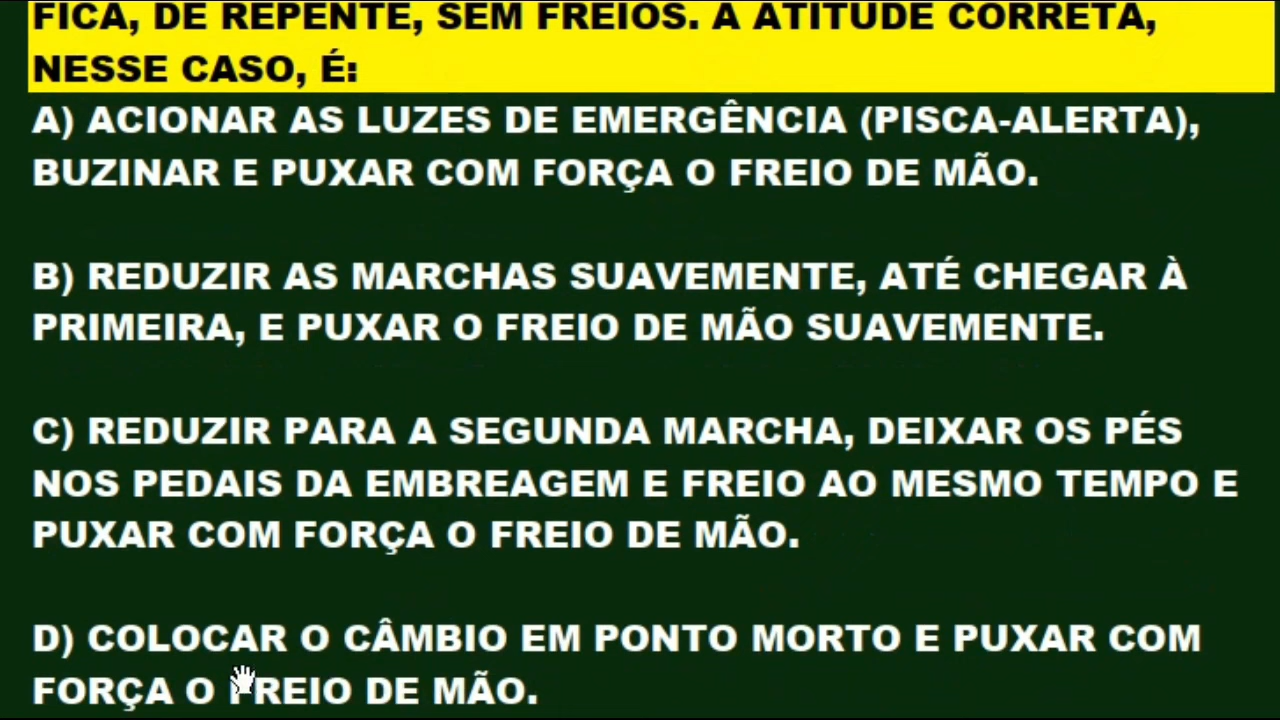 FICA, DE REPENTE, SEM FREIOS. A ATITUDE CORRETA,
NESSE CASO, É:
A) ACIONAR AS LUZES DE EMERGÊNCIA (PISCA-ALERTA),
BUZINAR E PUXAR COM FORÇA O FREIO DE MÃO.
B) REDUZIR AS MARCHAS SUAVEMENTE, ATÉ CHEGAR À
PRIMEIRA, E PUXAR O FREIO DE MÃO SUAVEMENTE.
C) REDUZIR PARA A SEGUNDA MARCHA, DEIXAR OS PÉS
NOS PEDAIS DA EMBREAGEM E FREIO AO MESMO TEMPO E
PUXAR COM FORÇA O FREIO DE MÃO.
D) COLOCAR O CÂMBIO EM PONTO MORTO E PUXAR COM
FORÇA O FREIO DE MÃO.